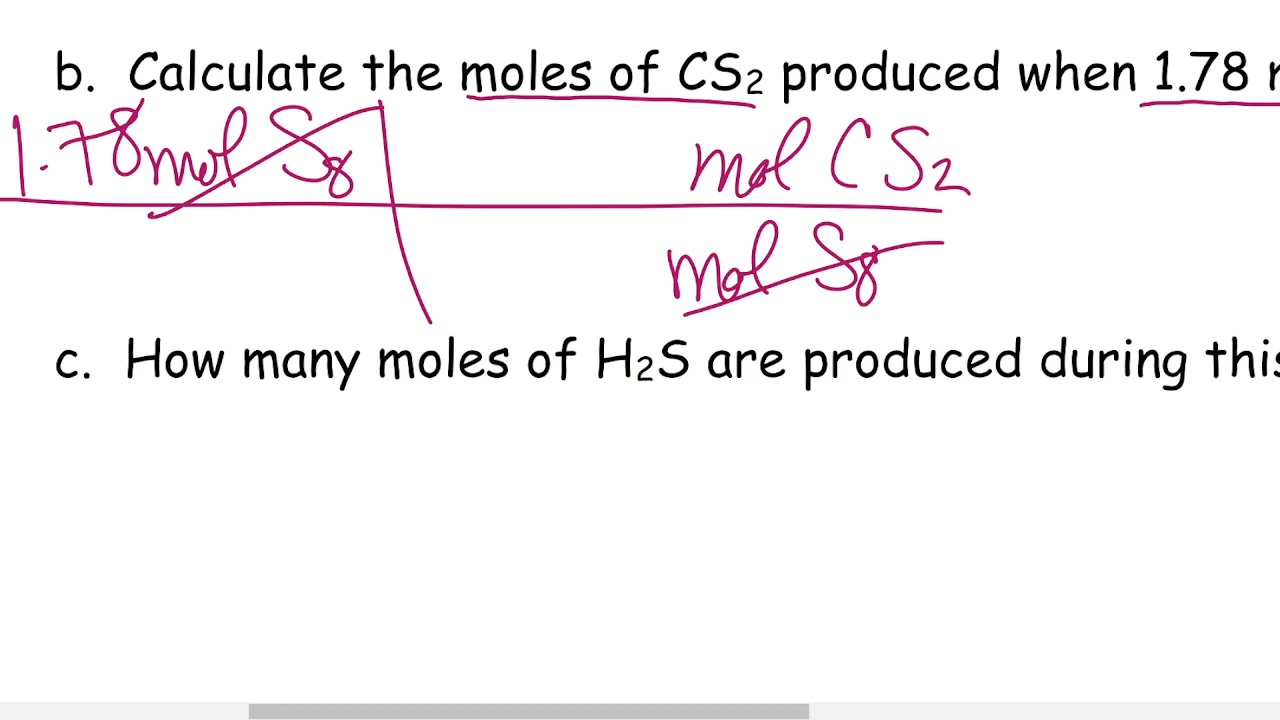 b. Calculate the moles of CS₂ produced when 1.78
1.78 mol S₈ mol CS₂
mol S₈
c. How many moles of H₂S are produced during this